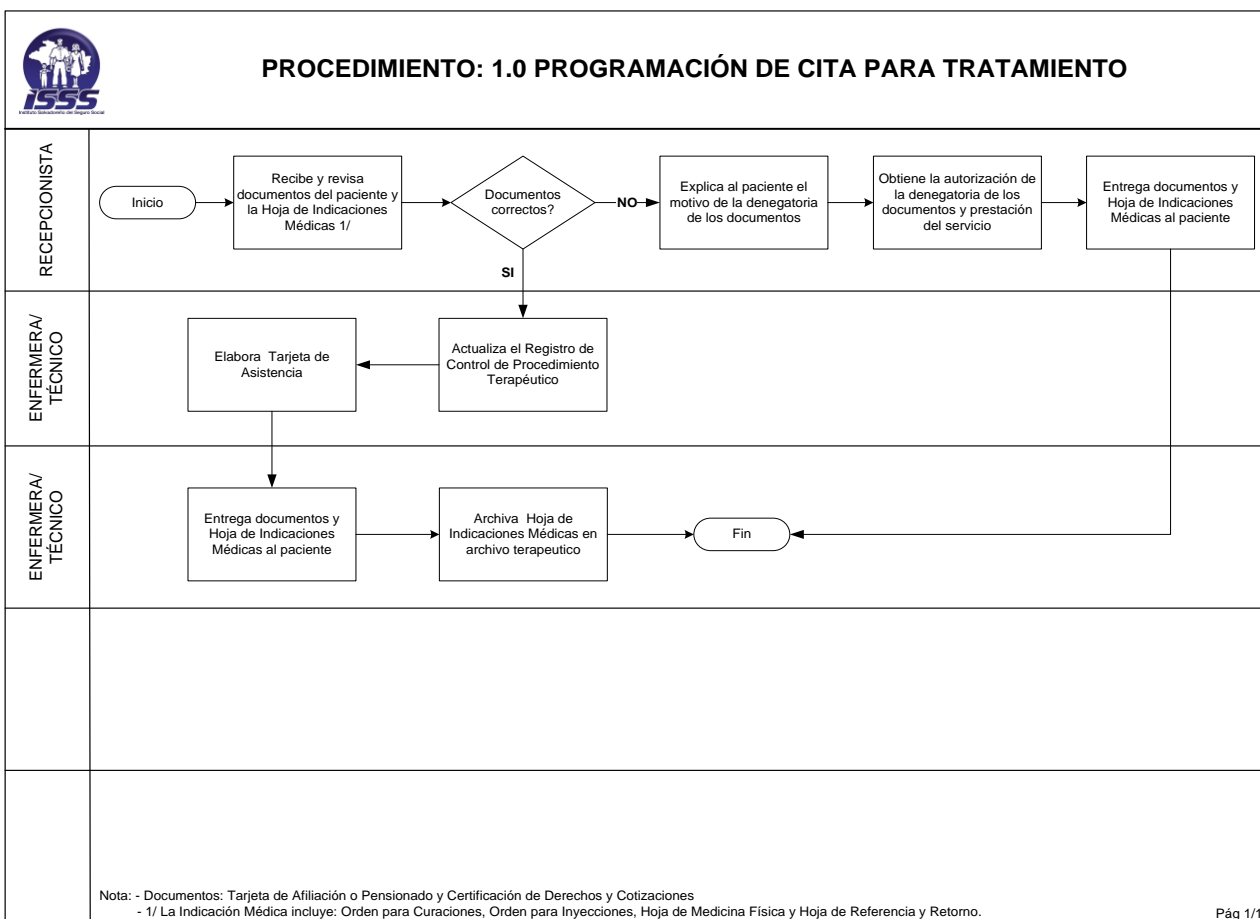 ISSS
Instituto Salvadoreño del Seguro Social
PROCEDIMIENTO: 1.0 PROGRAMACIÓN DE CITA PARA TRATAMIENTO
RECEPCIONISTA
Inicio
Recibe y revisa
documentos del paciente y
la Hoja de Indicaciones
Médicas 1/
Documentos
correctos?
NO
SI
Explica al paciente el
motivo de la denegatoria
de los documentos
Obtiene la autorización de
la denegatoria de los
documentos y prestación
del servicio
Entrega documentos y
Hoja de Indicaciones
Médicas al paciente
ENFERMERA/
TÉCNICO
Elabora Tarjeta de
Asistencia
Actualiza el Registro de
Control de Procedimiento
Terapéutico
ENFERMERA/
TÉCNICO
Entrega documentos y
Hoja de Indicaciones
Médicas al paciente
Archiva Hoja de
Indicaciones Médicas en
archivo terapeutico
Fin
Nota: - Documentos: Tarjeta de Afiliación o Pensionado y Certificación de Derechos y Cotizaciones
- 1/ La Indicación Médica incluye: Orden para Curaciones, Orden para Inyecciones, Hoja de Medicina Física y Hoja de Referencia y Retorno.
Pág 1/1